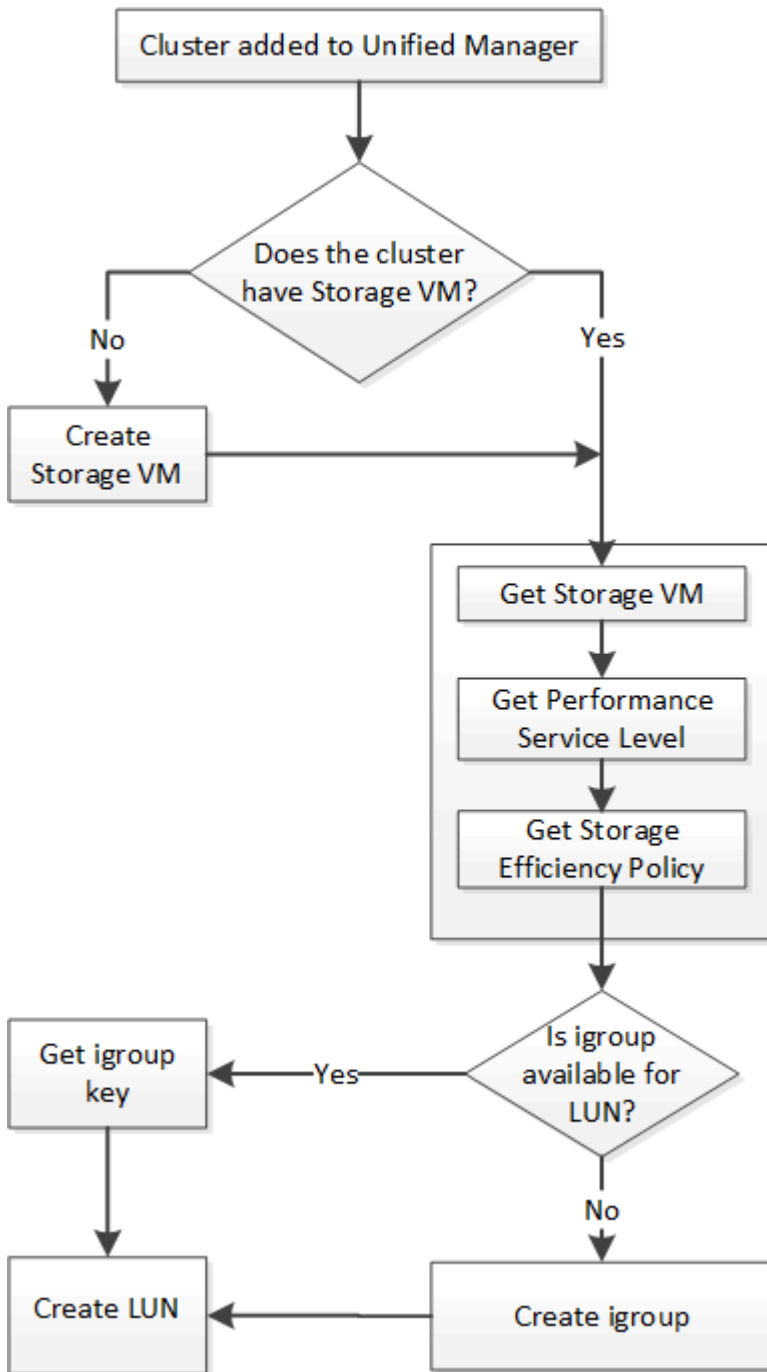 Cluster added to Unified Manager
Does the cluster
have Storage VM?
No
Yes
Create
Storage VM
Get Storage VM
Get Performance
Service Level
Get Storage
Efficiency Policy
Is igroup
available for
LUN?
Get igroup
key
Yes
No
Create LUN
Create igroup